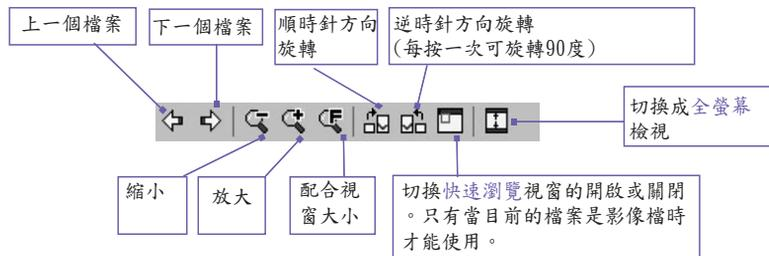 上一個檔案
下一個檔案
順時針方向
旋轉
逆時針方向旋轉
(每按一次可旋轉90度)
切換成全螢幕
檢視
F
縮小
放大
配合視
窗大小
切換快速瀏覽視窗的開啟或關閉
。只有當目前的檔案是影像檔時
才能使用。